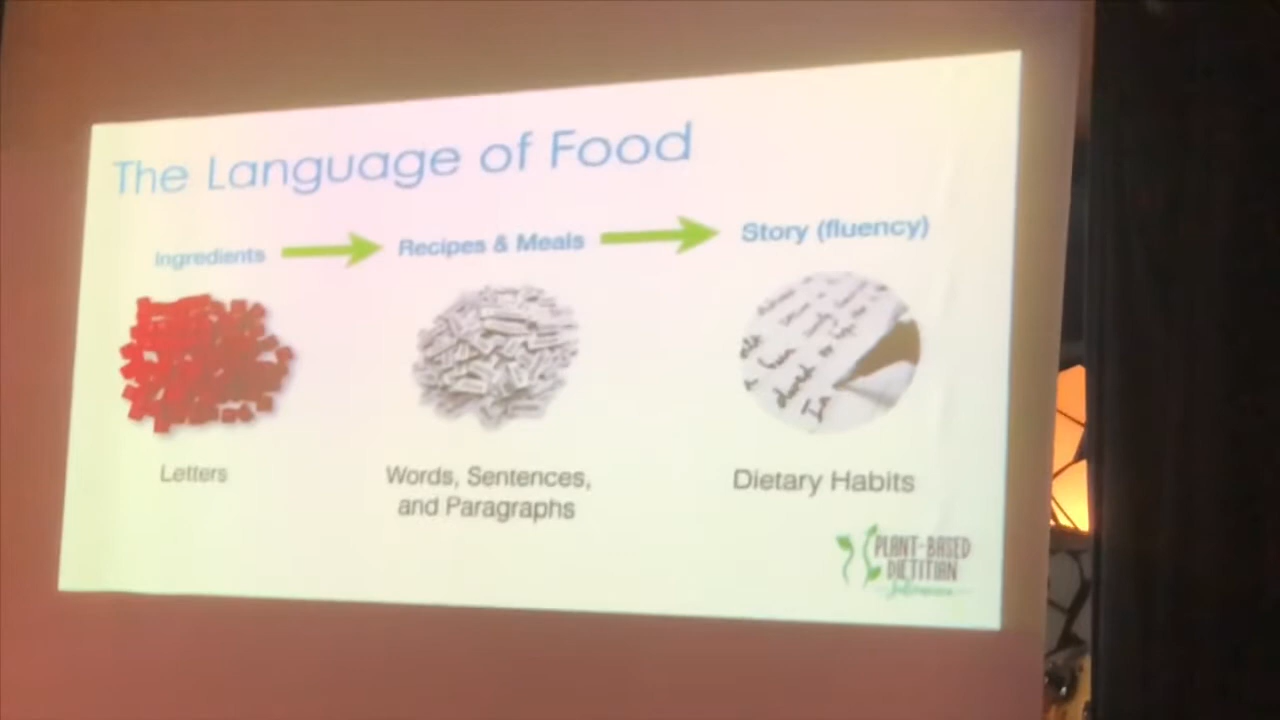 The Language of Food
Ingredients
Recipes & Meals
Story (fluency)
Letters
Words, Sentences,
and Paragraphs
Dietary Habits
PLANT-BASED
DIETITIAN